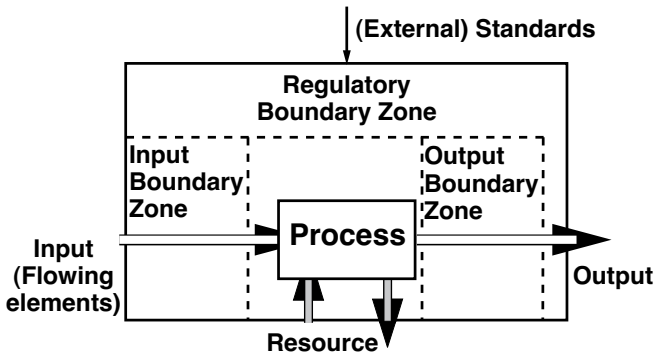 (External) Standards
Regulatory
Boundary Zone
Input
Boundary
Zone
Output
Boundary
Zone
Process
Input
(Flowing
elements)
Output
Resource